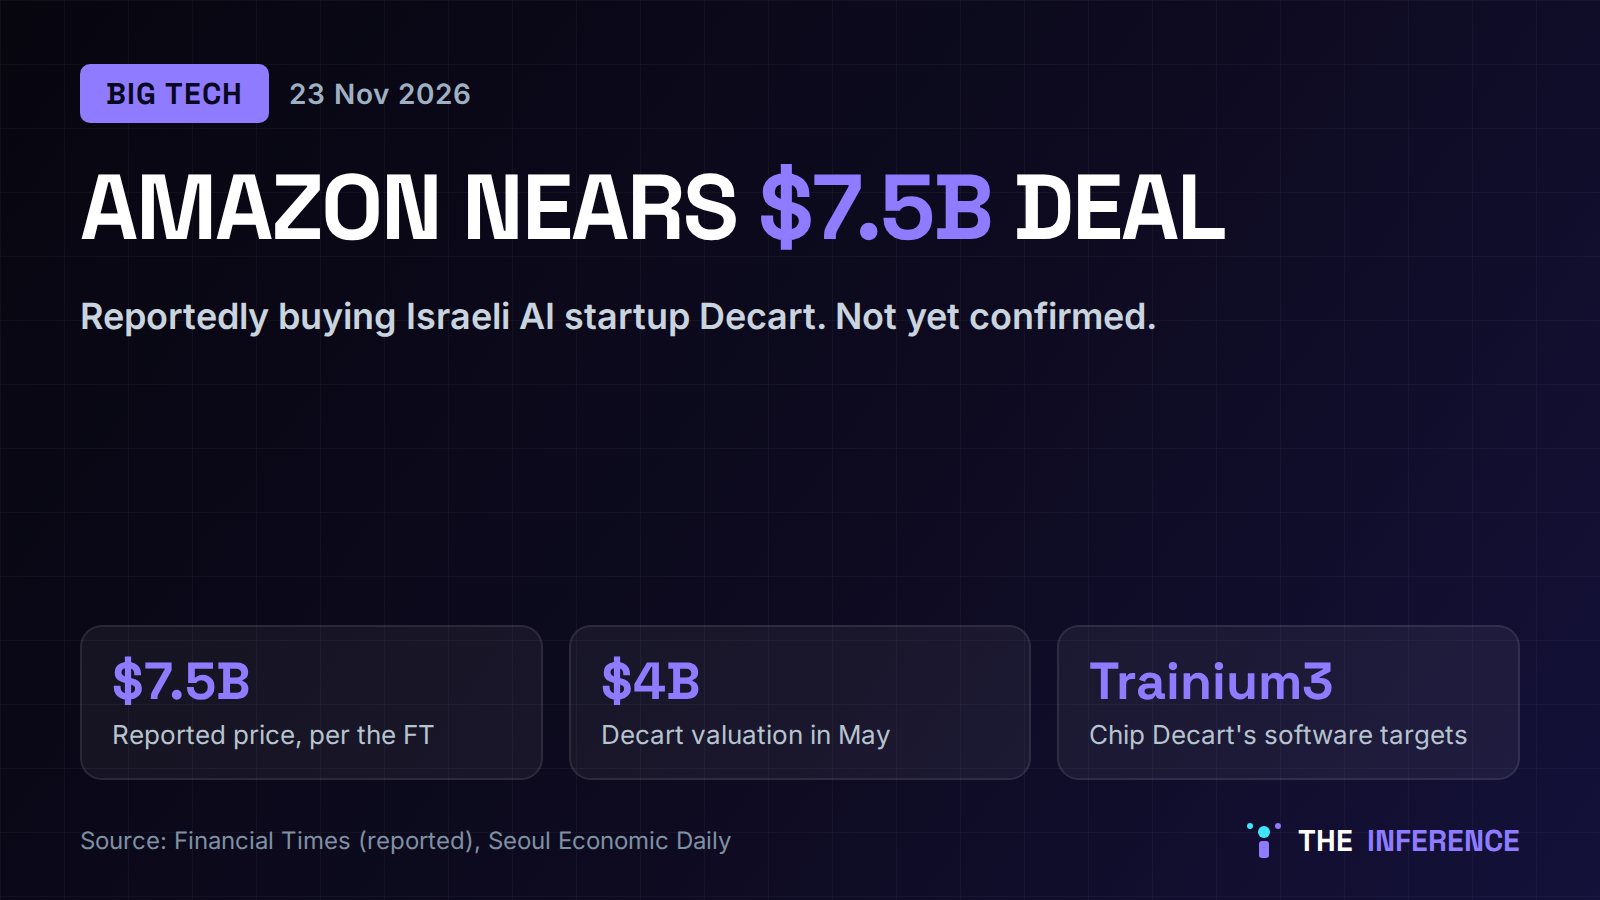 BIG TECH 23 Nov 2026
AMAZON NEARS $7.5B DEAL
Reportedly buying Israeli AI startup Decart. Not yet confirmed.
$7.5B
Reported price, per the FT
$4B
Decart valuation in May
Trainium3
Chip Decart's software targets
Source: Financial Times (reported), Seoul Economic Daily
THE INFERENCE